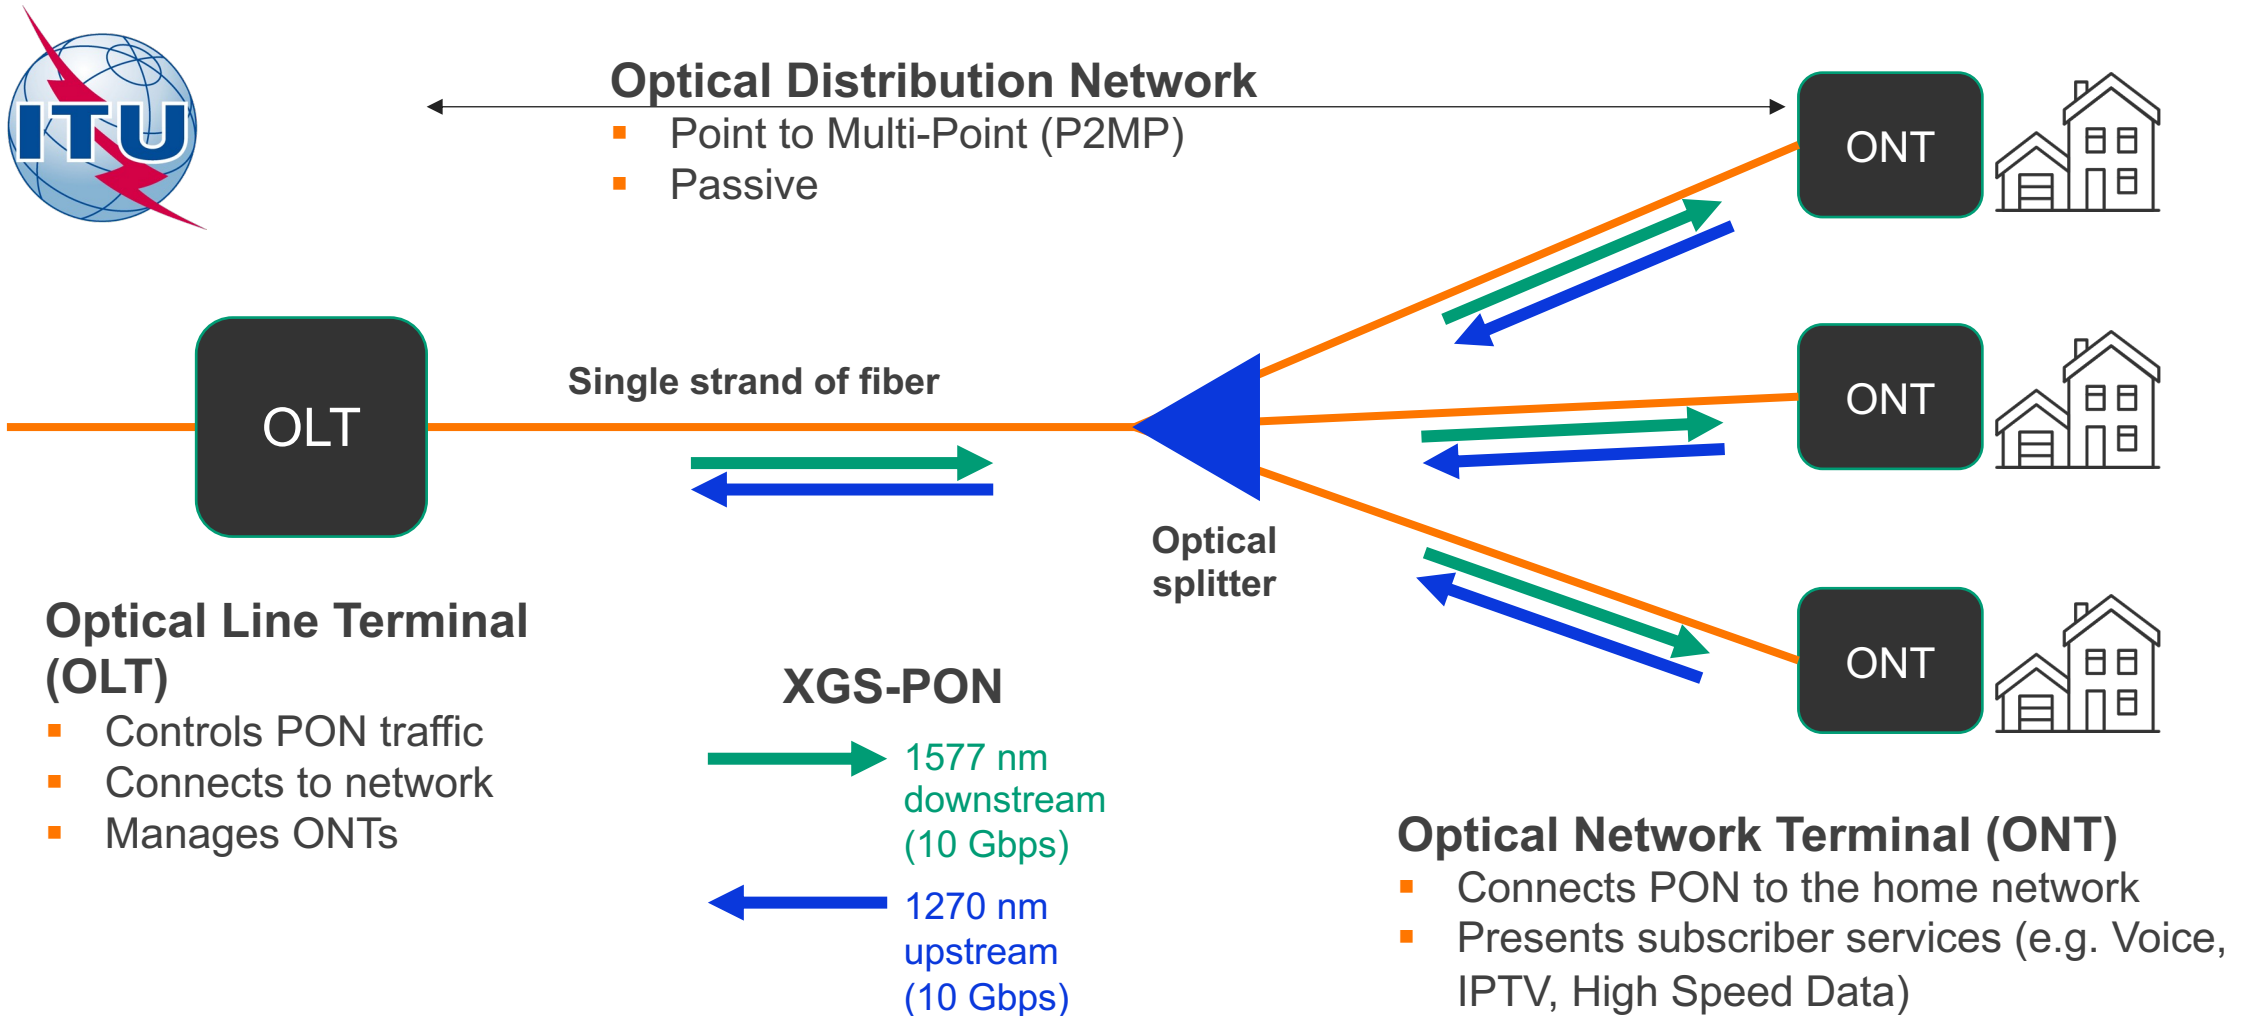 ITU
Optical Distribution Network
▪ Point to Multi-Point (P2MP)
▪ Passive
ONT
OLT
Single strand of fiber
ONT
Optical
splitter
ONT
Optical Line Terminal
(OLT)
▪ Controls PON traffic
▪ Connects to network
▪ Manages ONTs
XGS-PON
1577 nm
downstream
(10 Gbps)
1270 nm
upstream
(10 Gbps)
Optical Network Terminal (ONT)
▪ Connects PON to the home network
▪ Presents subscriber services (e.g. Voice,
IPTV, High Speed Data)